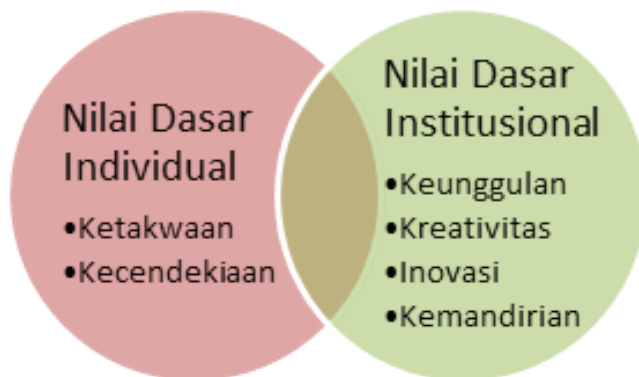 Nilai Dasar
Individual
•Ketakwaan
•Kecendekiaan
Nilai Dasar
Institusional
•Keunggulan
•Kreativitas
•Inovasi
•Kemandirian